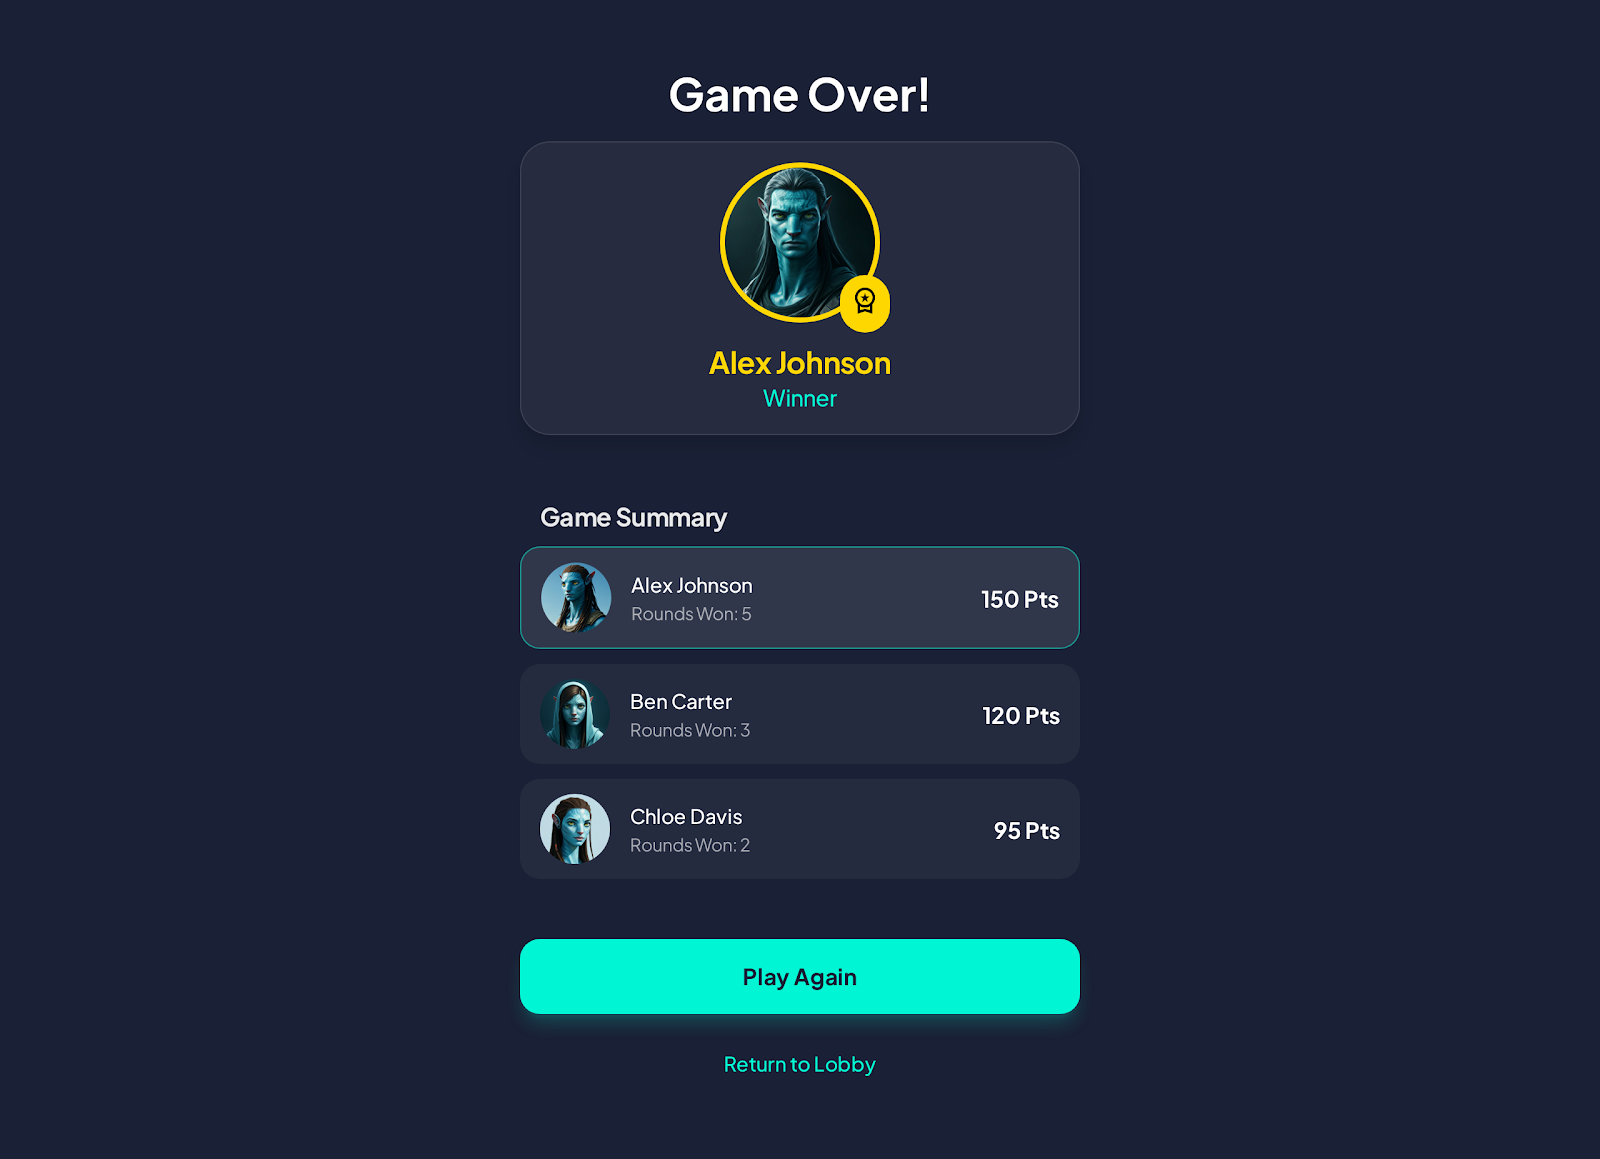 Game Over!
Alex Johnson
Winner
Game Summary
Alex Johnson
Rounds Won: 5
150 Pts
Ben Carter
Rounds Won: 3
120 Pts
Chloe Davis
Rounds Won: 2
95 Pts
Play Again
Return to Lobby